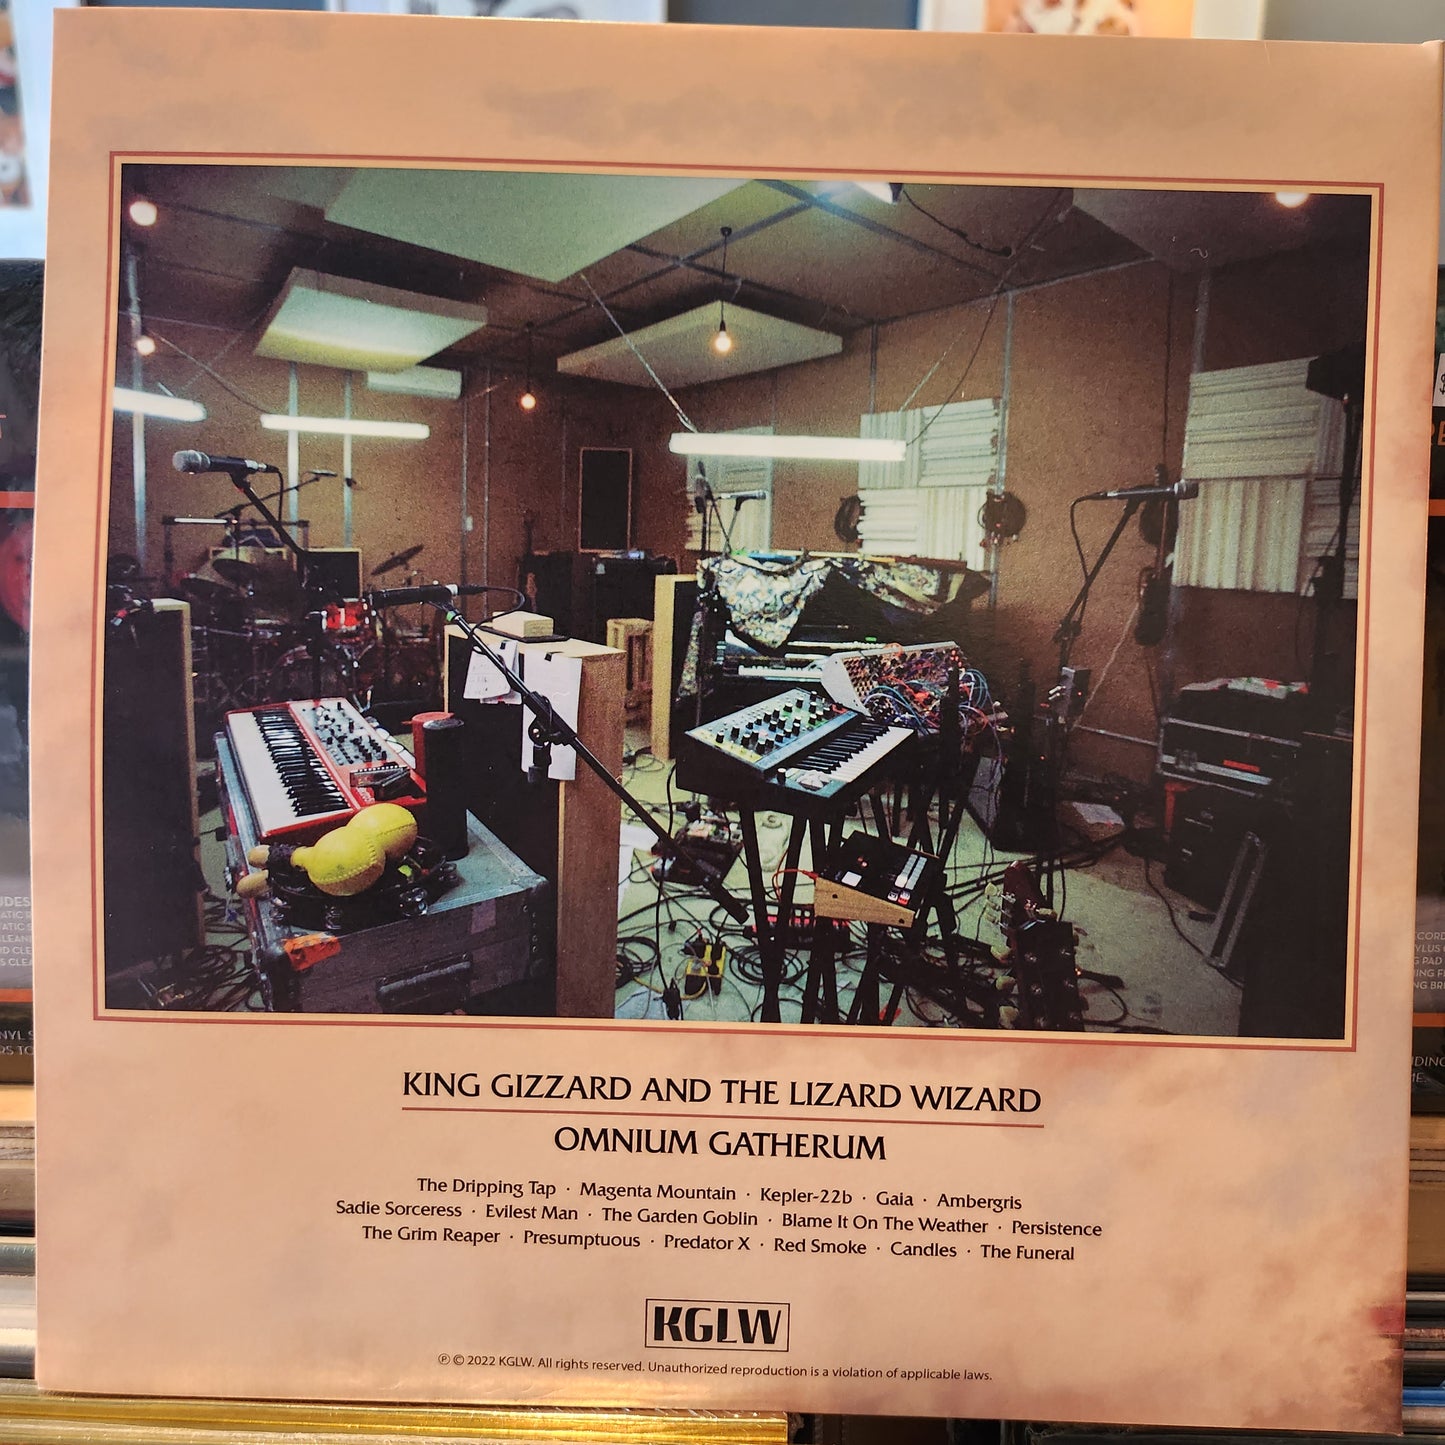 KING GIZZARD AND THE LIZARD WIZARD
OMNIUM GATHERUM
The Dripping Tap · Magenta Mountain · Kepler-22b · Gaia · Ambergris
Sadie Sorceress · Evilest Man · The Garden Goblin · Blame It On The Weather · Persistence
The Grim Reaper · Presumptuous · Predator X · Red Smoke · Candles · The Funeral
KGLW
℗ © 2022 KGLW. All rights reserved. Unauthorized reproduction is a violation of applicable laws.